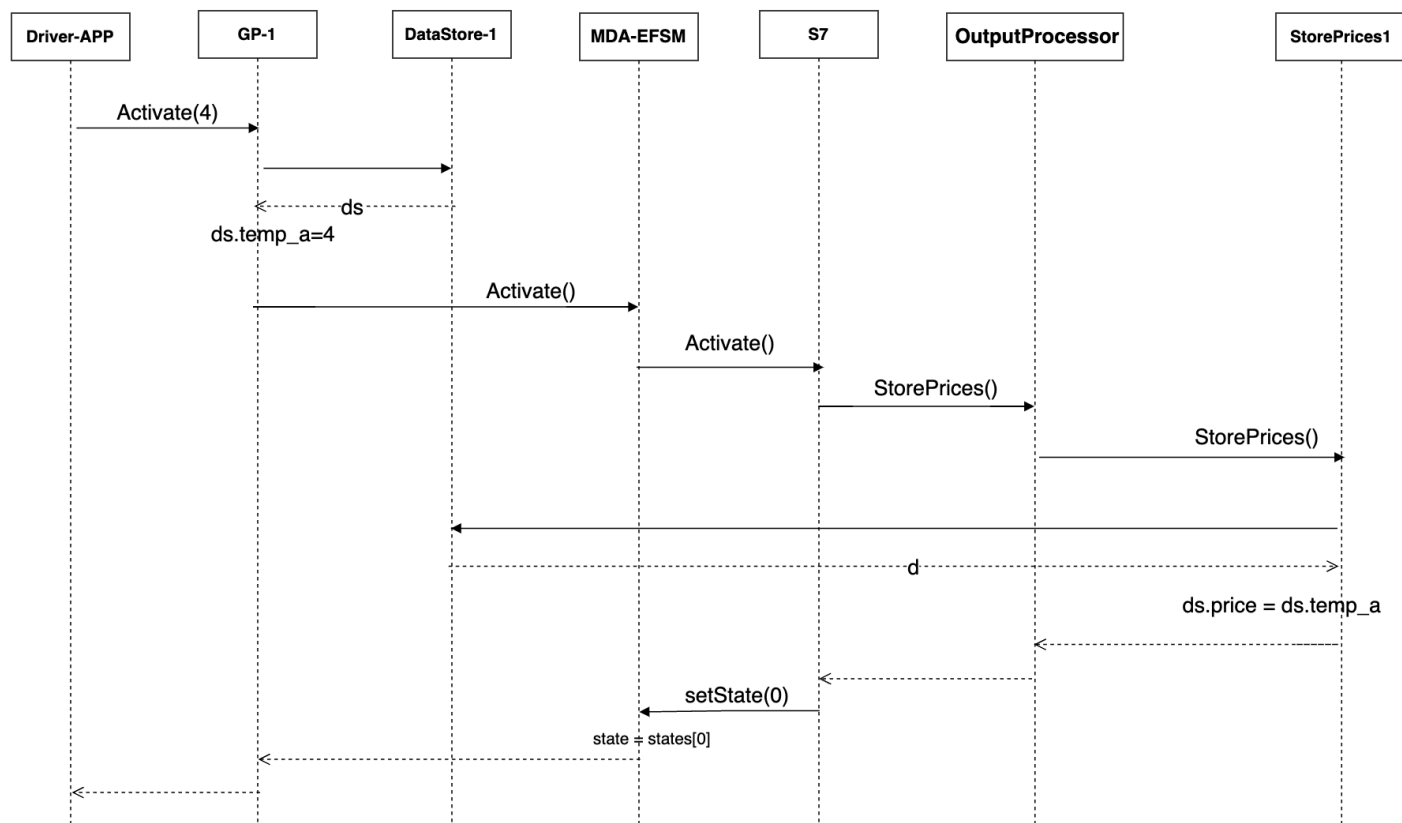 Driver-APP
GP-1
DataStore-1
MDA-EFSM
S7
OutputProcessor
StorePrices1
Activate(4)
ds
ds.temp_a=4
Activate()
Activate()
StorePrices()
StorePrices()
d
ds.price = ds.temp_a
setState(0)
state = states[0]